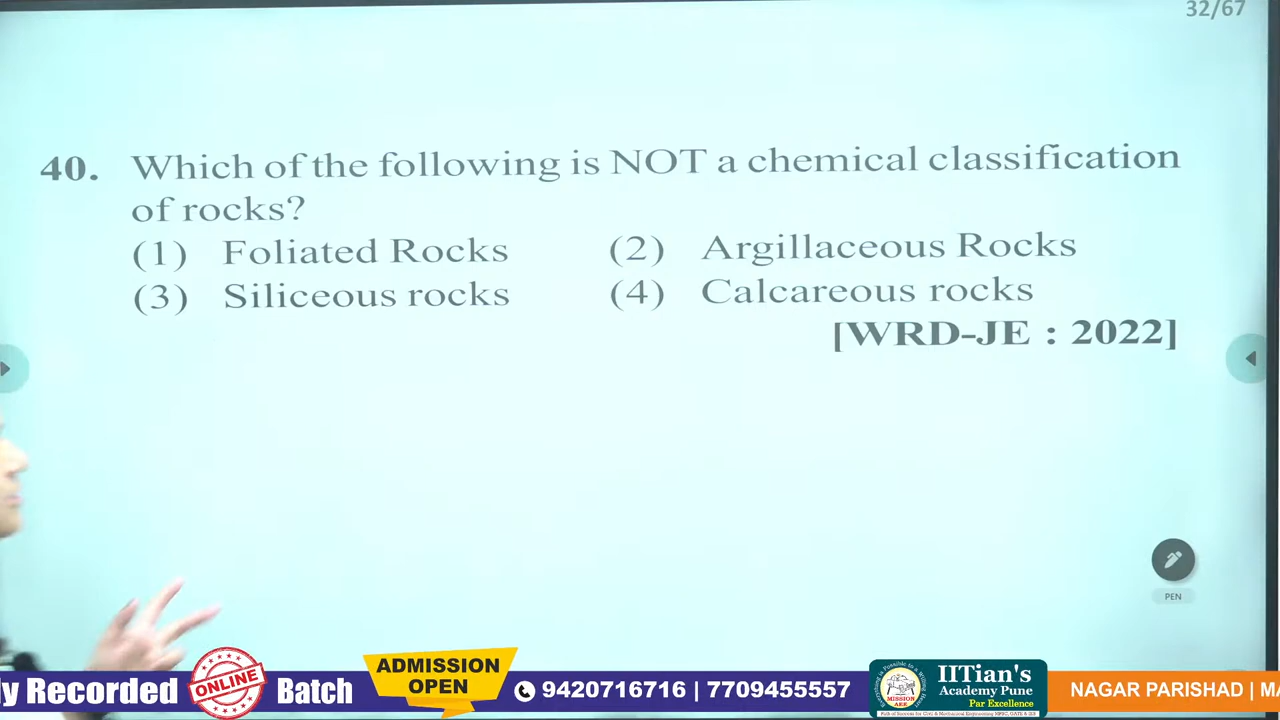 32/67
40. Which of the following is NOT a chemical classification
of rocks?
(1) Foliated Rocks (2) Argillaceous Rocks
(3) Siliceous rocks (4) Calcareous rocks
[WRD-JE : 2022]
PEN
ly Recorded ONLINE Batch
ADMISSION
OPEN
9420716716 | 7709455557
MISSION
IITian's
Academy Pune
Par Excellence
NAGAR PARISHAD | MA